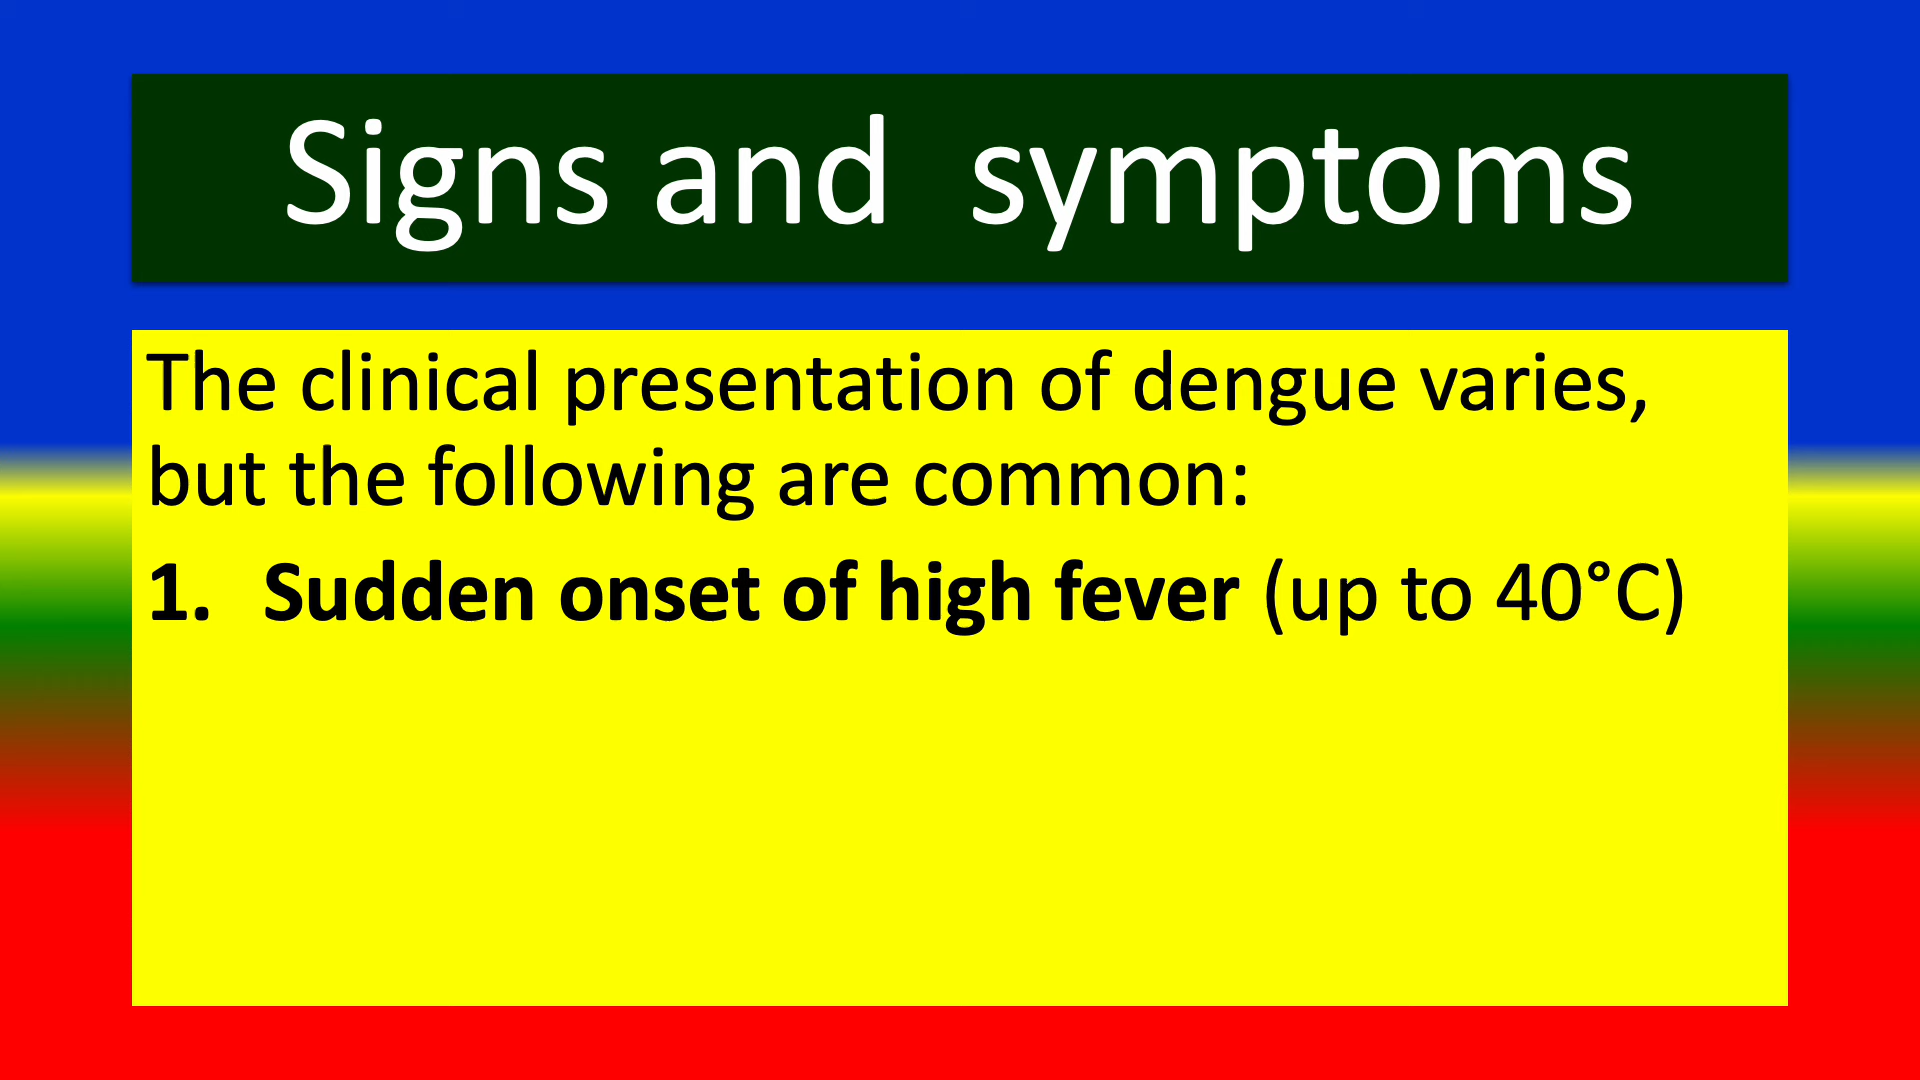 Signs and  symptoms
The clinical presentation of dengue varies,
but the following are common:
1. Sudden onset of high fever (up to 40°C)